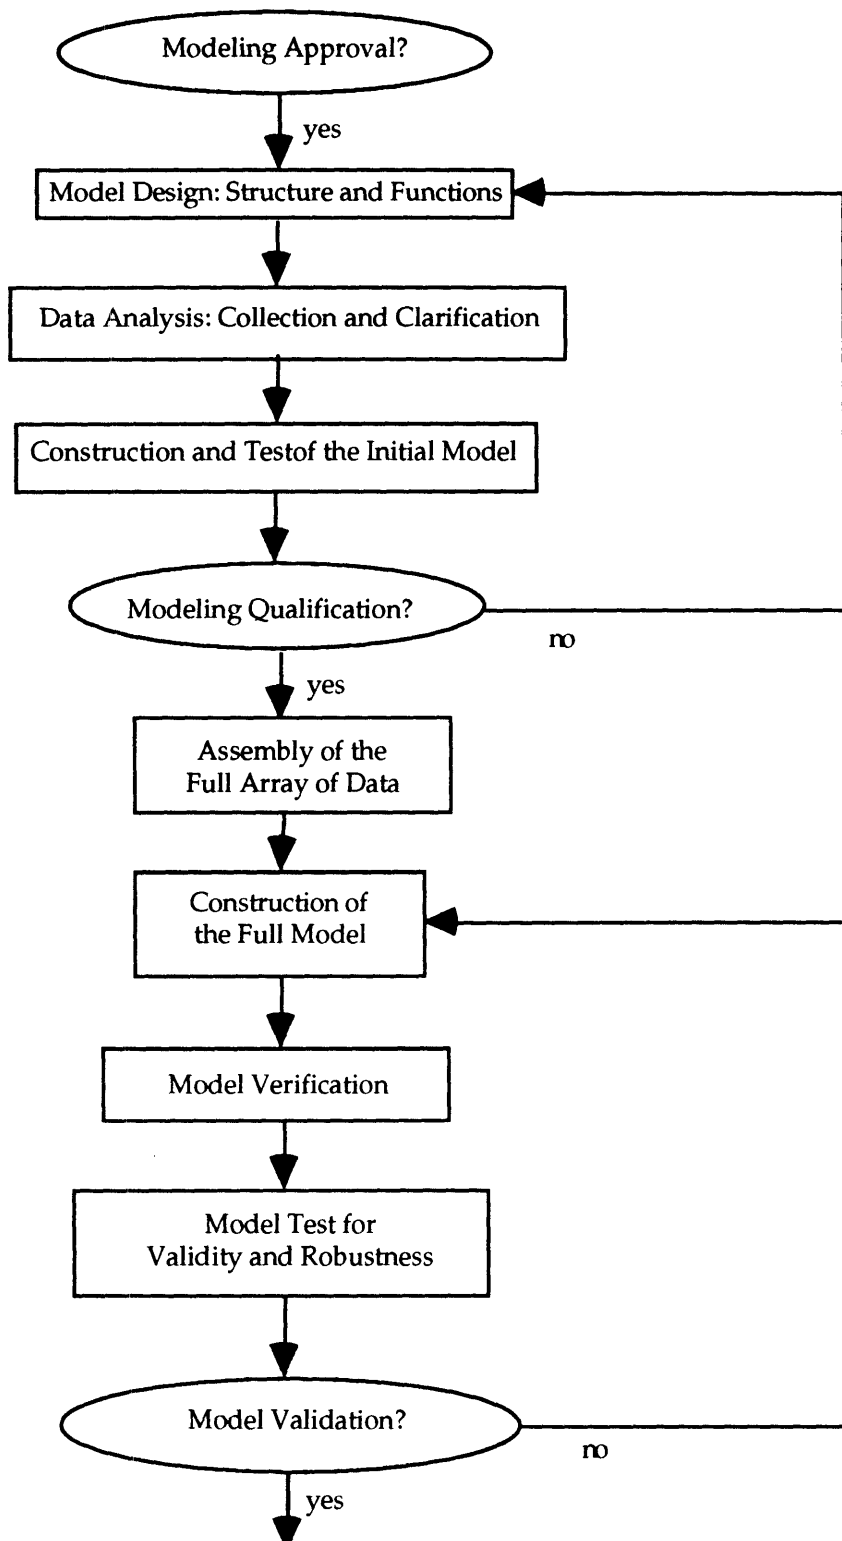 Modeling Approval?
yes
Model Design: Structure and Functions
Data Analysis: Collection and Clarification
Construction and Testof the Initial Model
Modeling Qualification?
no
yes
Assembly of the
Full Array of Data
Construction of
the Full Model
Model Verification
Model Test for
Validity and Robustness
Model Validation?
no
yes